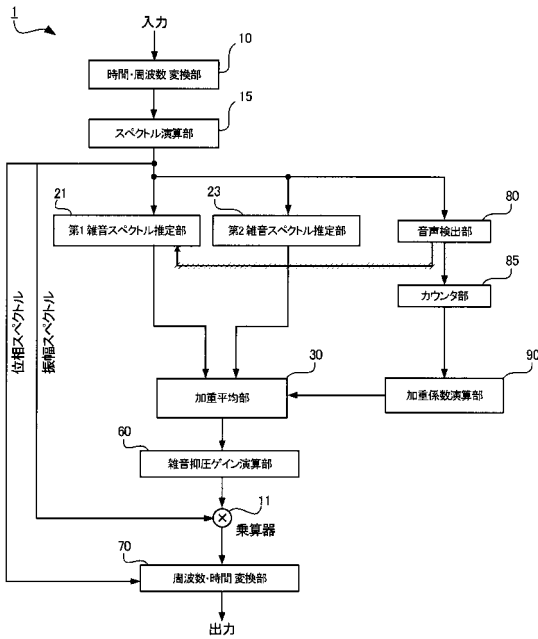 1
入力
10
時間・周波数 変換部
15
スペクトル演算部
21
第1 雑音スペクトル推定部
23
第2 雑音スペクトル推定部
80
音声検出部
85
カウンタ部
位相スペクトル
振幅スペクトル
30
加重平均部
90
加重係数演算部
60
雑音抑圧ゲイン演算部
11
乗算器
70
周波数・時間 変換部
出力